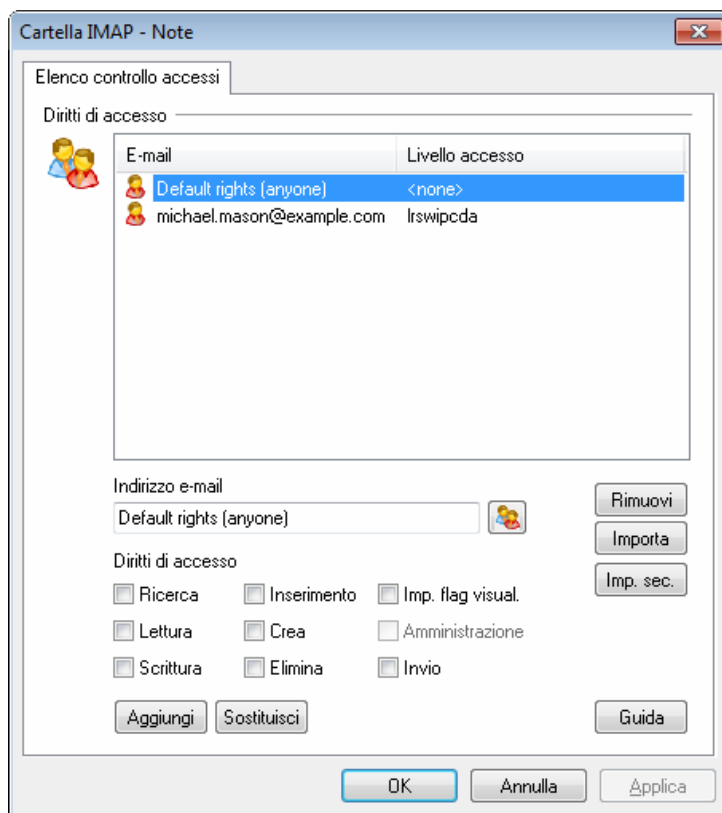 Cartella IMAP - Note
Elenco controllo accessi
Diritti di accesso
E-mail Livello accesso
Default rights (anyone) <none>
michael.mason@example.com lrswipcda
Indirizzo e-mail
Default rights (anyone)
Rimuovi
Importa
Diritti di accesso
Imp. sec.
Ricerca Inserimento Imp. flag visual.
Lettura Crea Amministrazione
Scrittura Elimina Invio
Aggiungi Sostituisci Guida
OK Annulla Applica